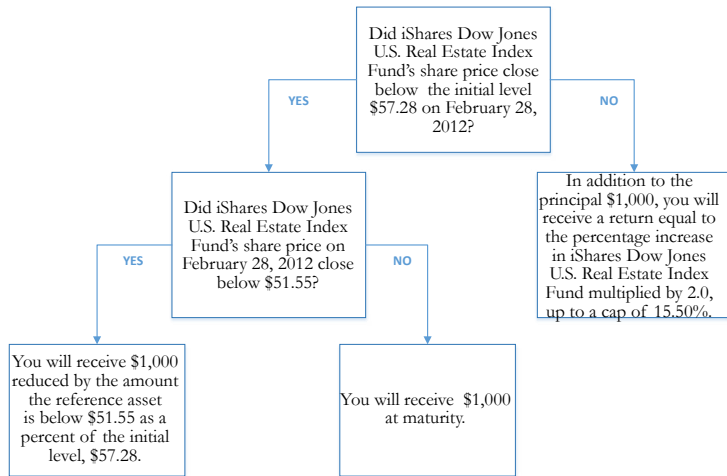 Did iShares Dow Jones
U.S. Real Estate Index
Fund's share price close
below the initial level
$57.28 on February 28,
2012?
YES
NO
Did iShares Dow Jones
U.S. Real Estate Index
Fund's share price on
February 28, 2012 close
below $51.55?
In addition to the
principal $1,000, you will
receive a return equal to
the percentage increase
in iShares Dow Jones
U.S. Real Estate Index
Fund multiplied by 2.0,
up to a cap of 15.50%.
YES
NO
You will receive $1,000
reduced by the amount
the reference asset
is below $51.55 as a
percent of the initial
level, $57.28.
You will receive $1,000
at maturity.